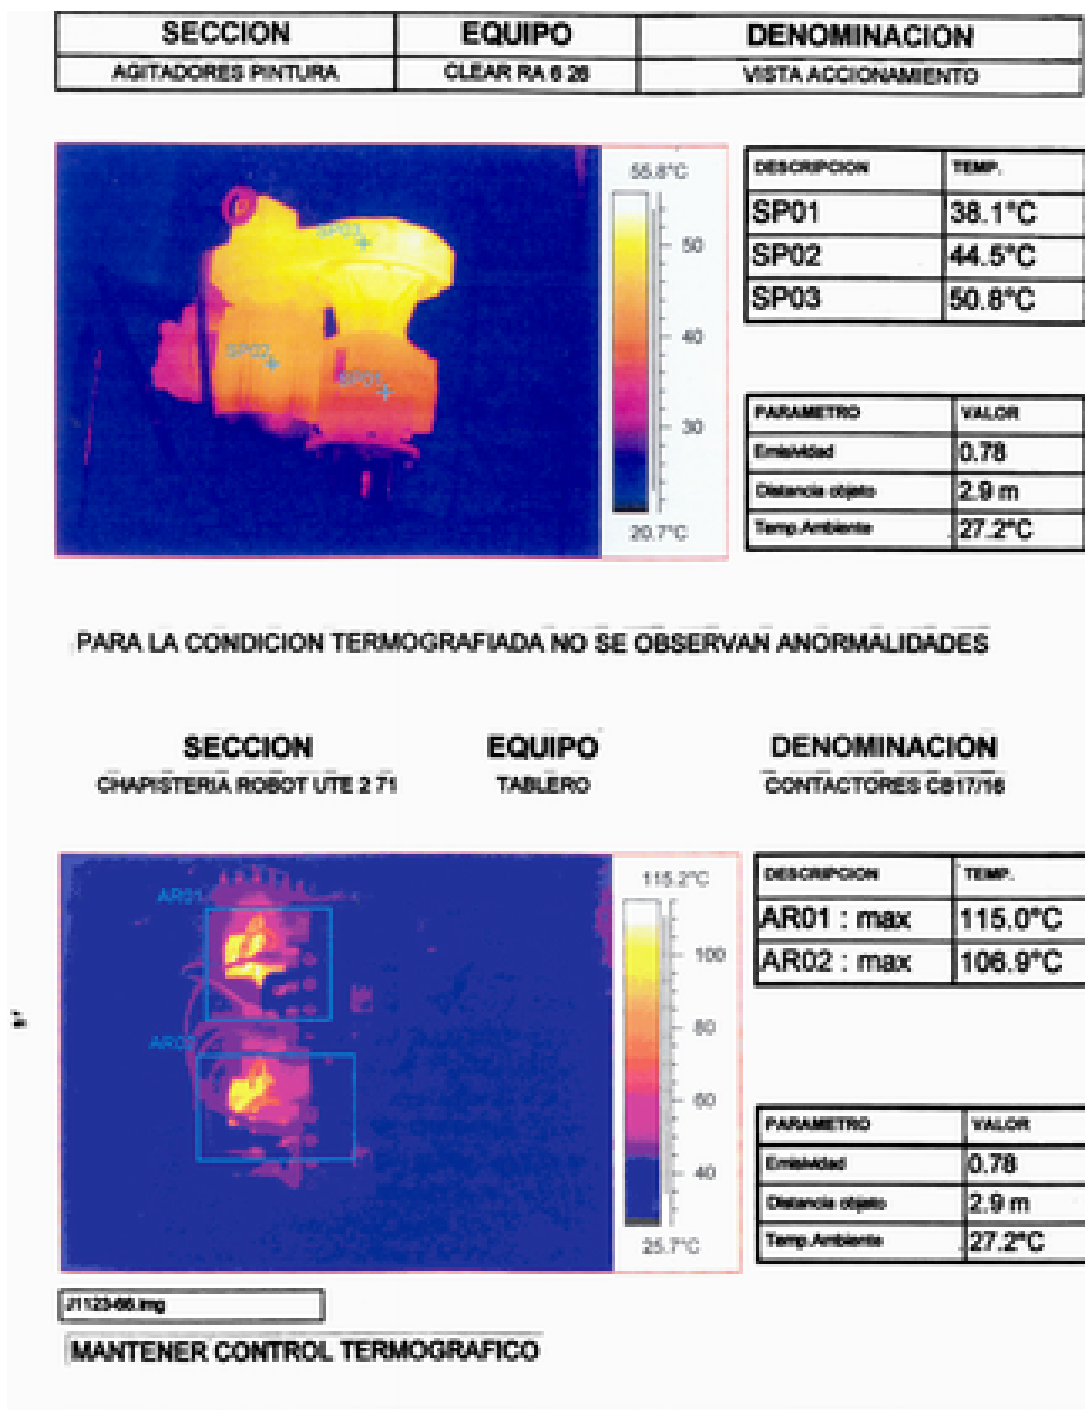 SECCION EQUIPO DENOMINACION
AGITADORES PINTURA CLEAR RA 6 26 VISTA ACCIONAMIENTO
55.8°C
50
40
30
20.7°C
SP03
SP02
SP01
DESCRIPCION TEMP.
SP01 38.1°C
SP02 44.5°C
SP03 50.8°C
PARAMETRO VALOR
Emisividad 0.78
Distancia objeto 2.9 m
Temp.Ambiente 27.2°C
PARA LA CONDICION TERMOGRAFIADA NO SE OBSERVAN ANORMALIDADES
SECCION EQUIPO DENOMINACION
CHAPISTERIA ROBOT UTE 2 71 TABLERO CONTACTORES CB17/16
AR01
AR02
115.2°C
100
80
60
40
25.7°C
DESCRIPCION TEMP.
AR01 : max 115.0°C
AR02 : max 106.9°C
PARAMETRO VALOR
Emisividad 0.78
Distancia objeto 2.9 m
Temp.Ambiente 27.2°C
J1123-66.img
MANTENER CONTROL TERMOGRAFICO